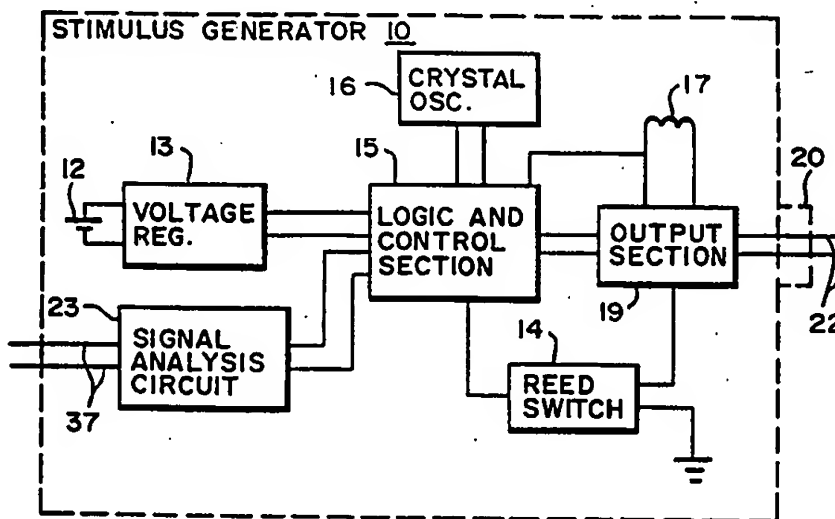 STIMULUS GENERATOR 10
16
CRYSTAL
OSC.
17
13
15
20
12
VOLTAGE
REG.
LOGIC AND
CONTROL
SECTION
OUTPUT
SECTION
23
19
22
SIGNAL
ANALYSIS
CIRCUIT
14
REED
SWITCH
37